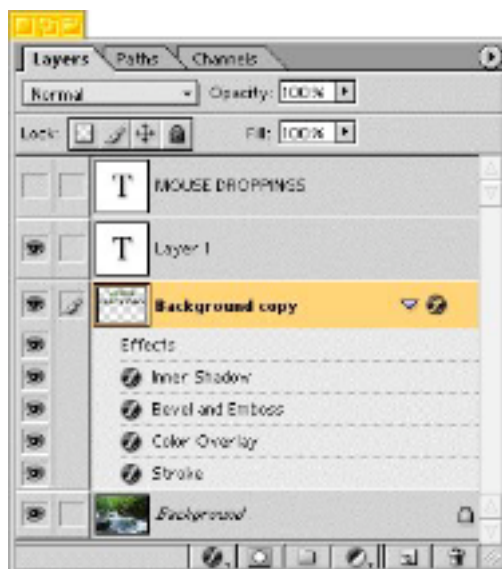 Layers Paths Channels
Normal Opacity: 100%
Lock: Fill: 100%
T MOUSE DROPPINGS
T Layer 1
Background copy
Effects
Inner Shadow
Bevel and Emboss
Color Overlay
Stroke
Background